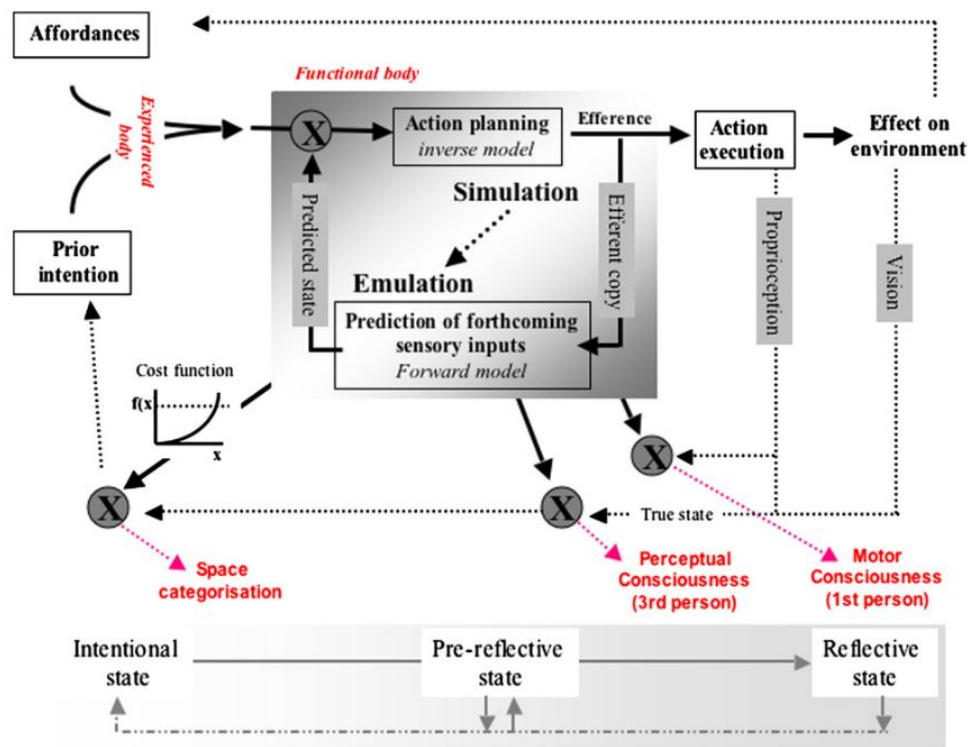 Affordances
Functional body
Experienced
body
X
Action planning
inverse model
Efference
Action
execution
Effect on
environment
Simulation
Predicted state
Efferent copy
Proprioception
Vision
Prior
intention
Emulation
Prediction of forthcoming
sensory inputs
Forward model
Cost function
f(x
x
X
X
X
True state
Space
categorisation
Perceptual
Consciousness
(3rd person)
Motor
Consciousness
(1st person)
Intentional
state
Pre-reflective
state
Reflective
state